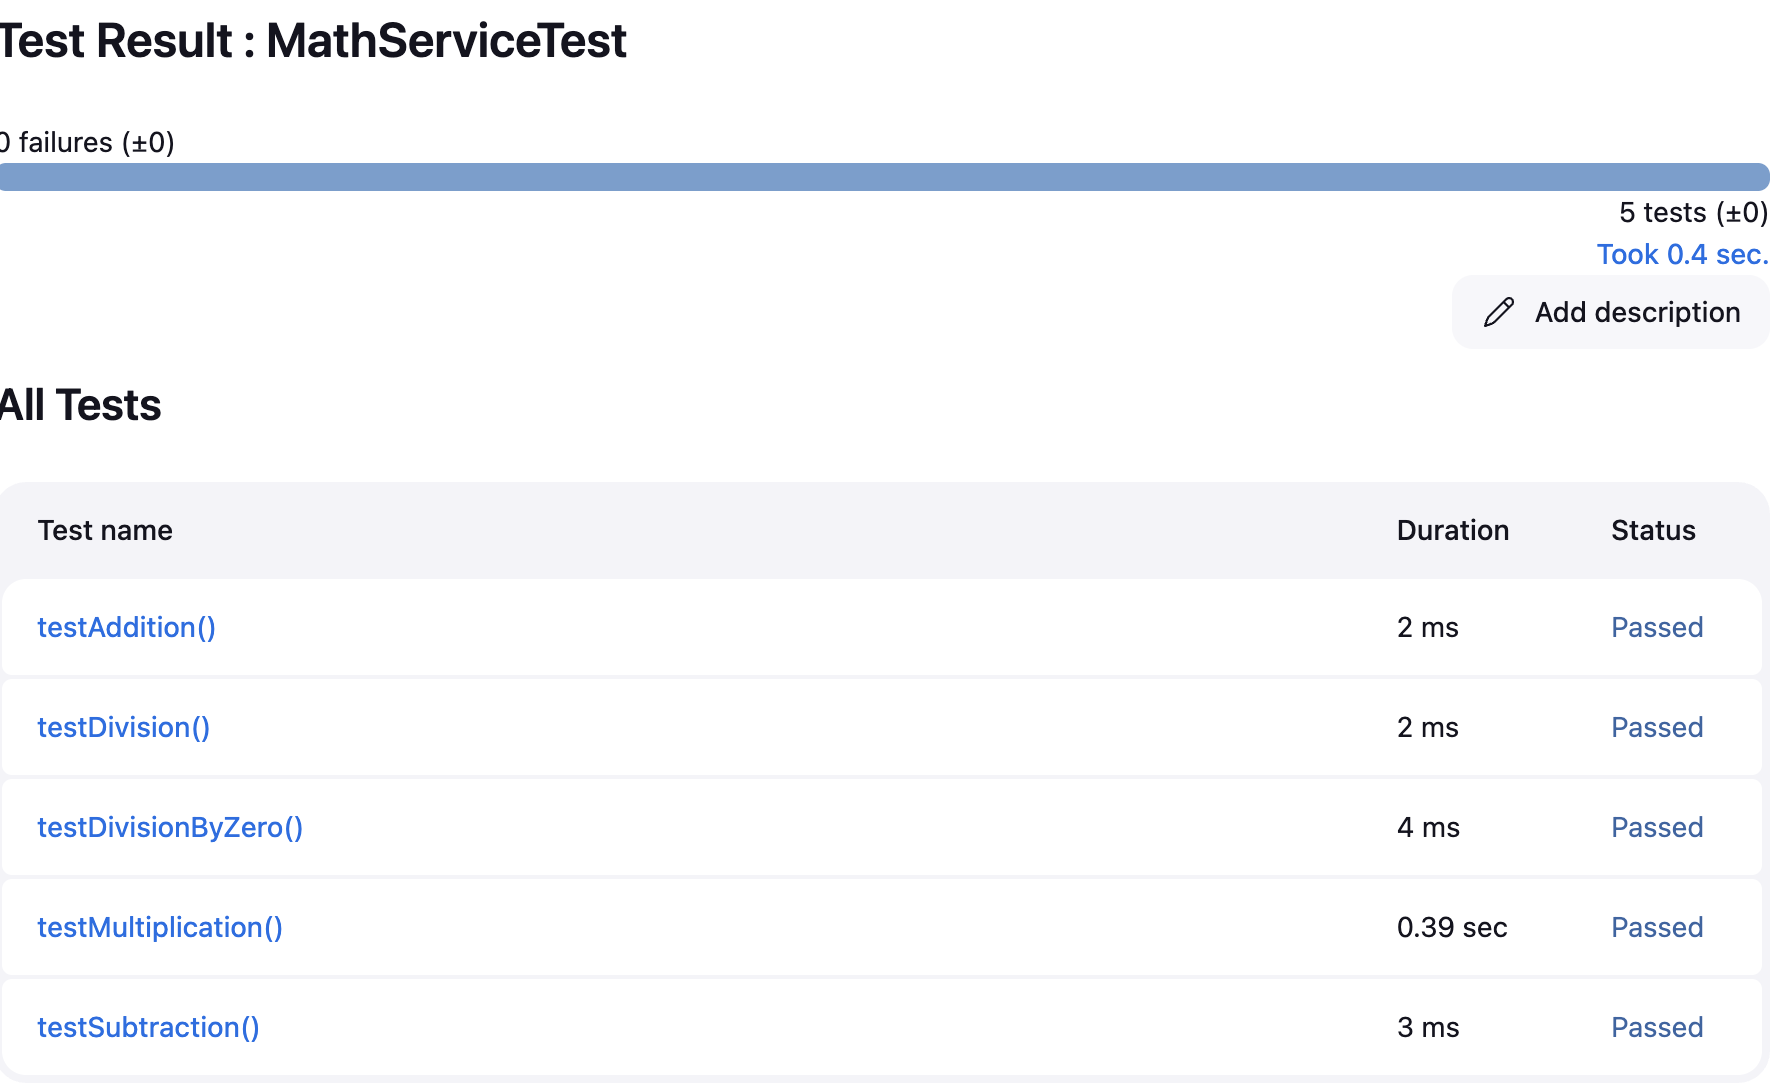 Test Result : MathServiceTest
0 failures (±0)
5 tests (±0)
Took 0.4 sec.
Add description
All Tests
Test name Duration Status
testAddition() 2 ms Passed
testDivision() 2 ms Passed
testDivisionByZero() 4 ms Passed
testMultiplication() 0.39 sec Passed
testSubtraction() 3 ms Passed